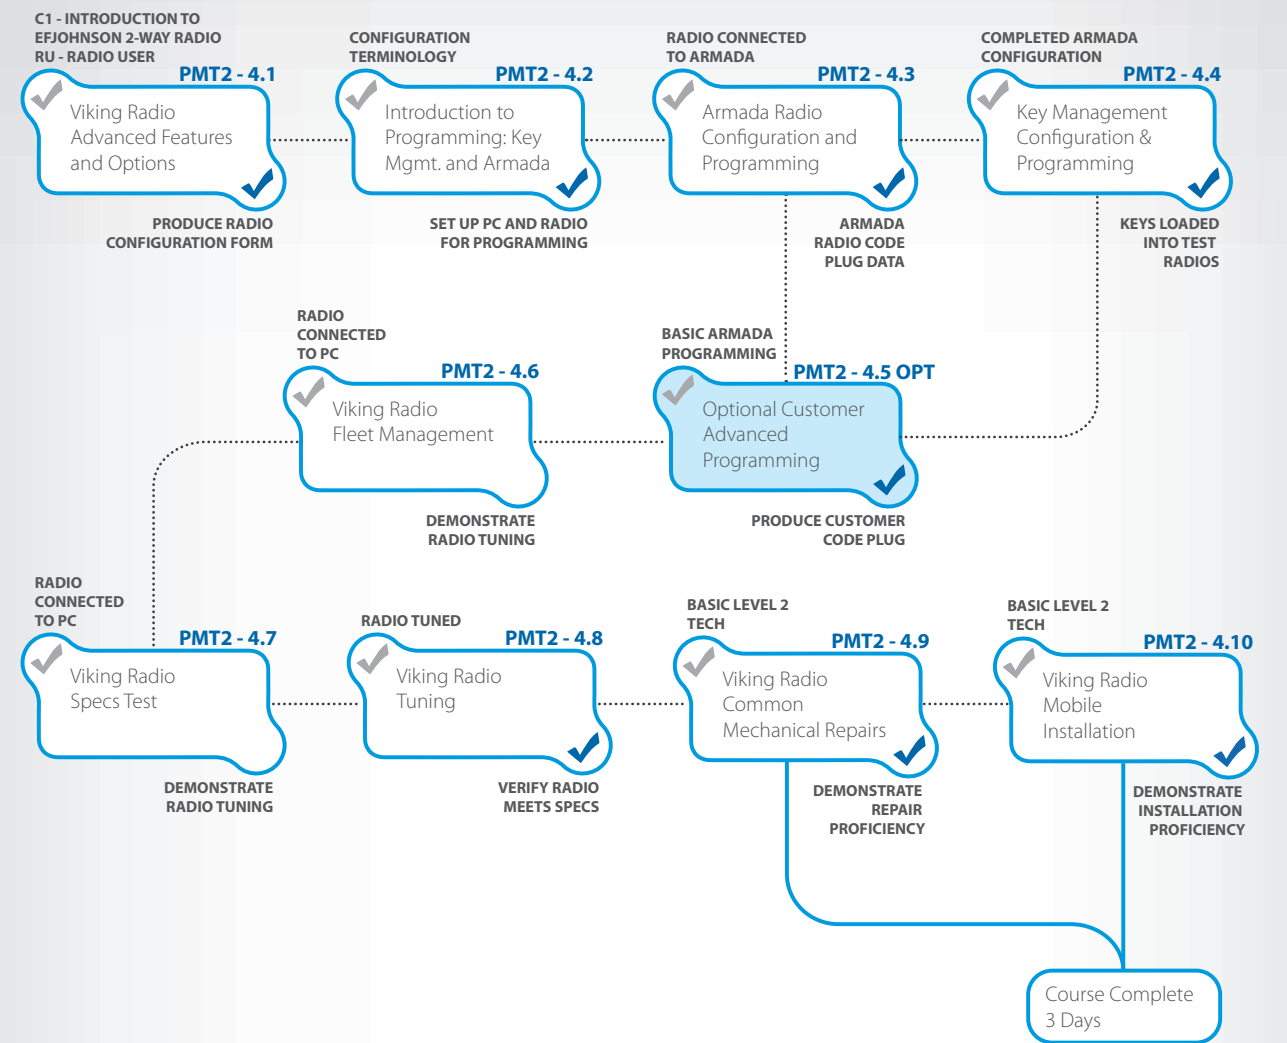 C1 - INTRODUCTION TO
EFJOHNSON 2-WAY RADIO
RU - RADIO USER
PMT2 - 4.1
Viking Radio
Advanced Features
and Options
PRODUCE RADIO
CONFIGURATION FORM
CONFIGURATION
TERMINOLOGY
PMT2 - 4.2
Introduction to
Programming: Key
Mgmt. and Armada
SET UP PC AND RADIO
FOR PROGRAMMING
RADIO CONNECTED
TO ARMADA
PMT2 - 4.3
Armada Radio
Configuration and
Programming
ARMADA
RADIO CODE
PLUG DATA
COMPLETED ARMADA
CONFIGURATION
PMT2 - 4.4
Key Management
Configuration &
Programming
KEYS LOADED
INTO TEST
RADIOS
RADIO
CONNECTED
TO PC
PMT2 - 4.6
Viking Radio
Fleet Management
DEMONSTRATE
RADIO TUNING
BASIC ARMADA
PROGRAMMING
PMT2 - 4.5 OPT
Optional Customer
Advanced
Programming
PRODUCE CUSTOMER
CODE PLUG
RADIO
CONNECTED
TO PC
PMT2 - 4.7
Viking Radio
Specs Test
DEMONSTRATE
RADIO TUNING
RADIO TUNED
PMT2 - 4.8
Viking Radio
Tuning
VERIFY RADIO
MEETS SPECS
BASIC LEVEL 2
TECH
PMT2 - 4.9
Viking Radio
Common
Mechanical Repairs
DEMONSTRATE
REPAIR
PROFICIENCY
BASIC LEVEL 2
TECH
PMT2 - 4.10
Viking Radio
Mobile
Installation
DEMONSTRATE
INSTALLATION
PROFICIENCY
Course Complete
3 Days